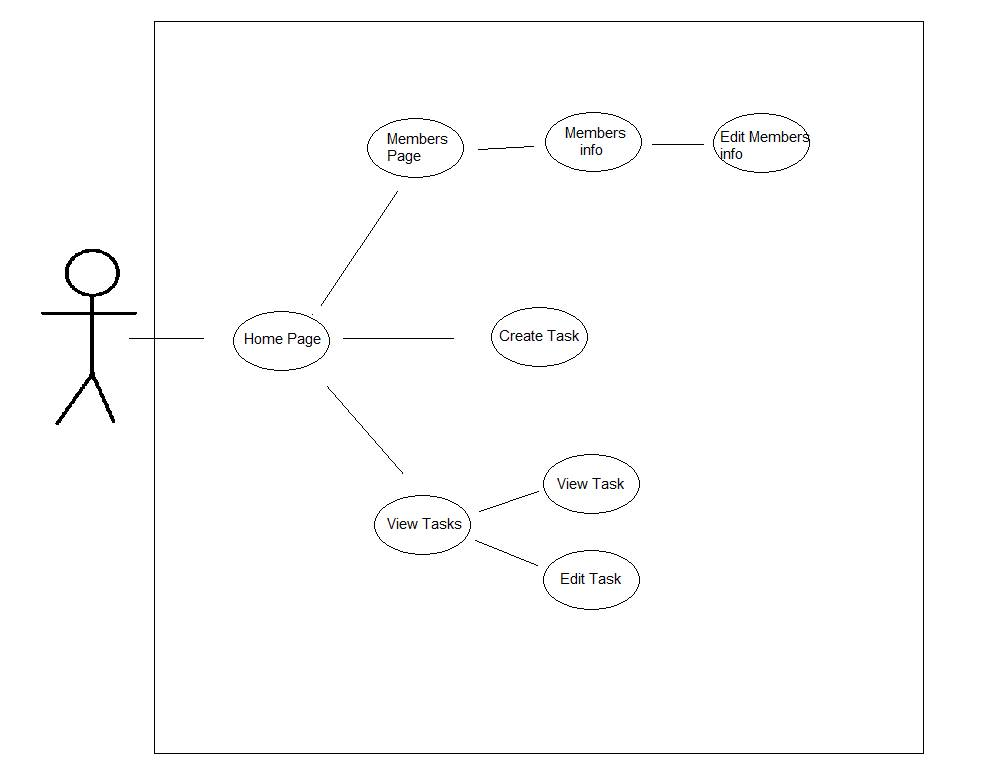 Members
Page
Members
info
Edit Members
info
Home Page
Create Task
View Task
View Tasks
Edit Task